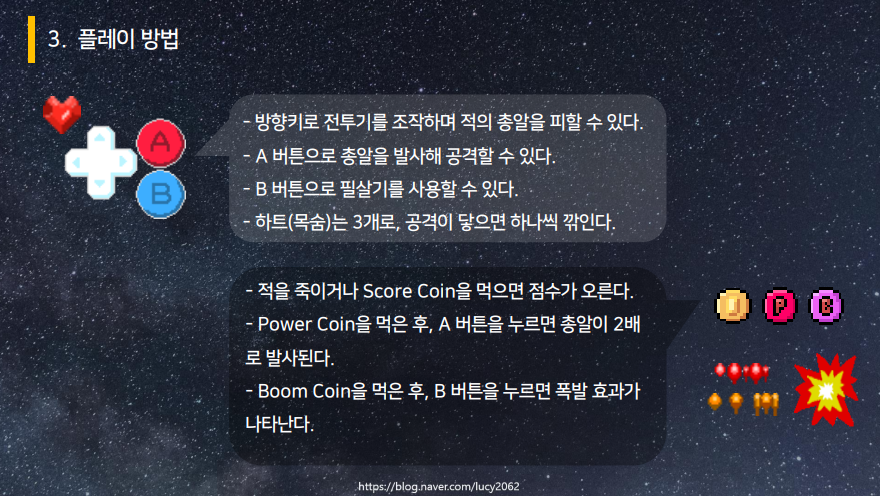 3. 플레이 방법
A
B
- 방향키로 전투기를 조작하며 적의 총알을 피할 수 있다.
- A 버튼으로 총알을 발사해 공격할 수 있다.
- B 버튼으로 필살기를 사용할 수 있다.
- 하트(목숨)는 3개로, 공격이 닿으면 하나씩 깎인다.
- 적을 죽이거나 Score Coin을 먹으면 점수가 오른다.
- Power Coin을 먹은 후, A 버튼을 누르면 총알이 2배
로 발사된다.
- Boom Coin을 먹은 후, B 버튼을 누르면 폭발 효과가
나타난다.
P B
https://blog.naver.com/lucy2062